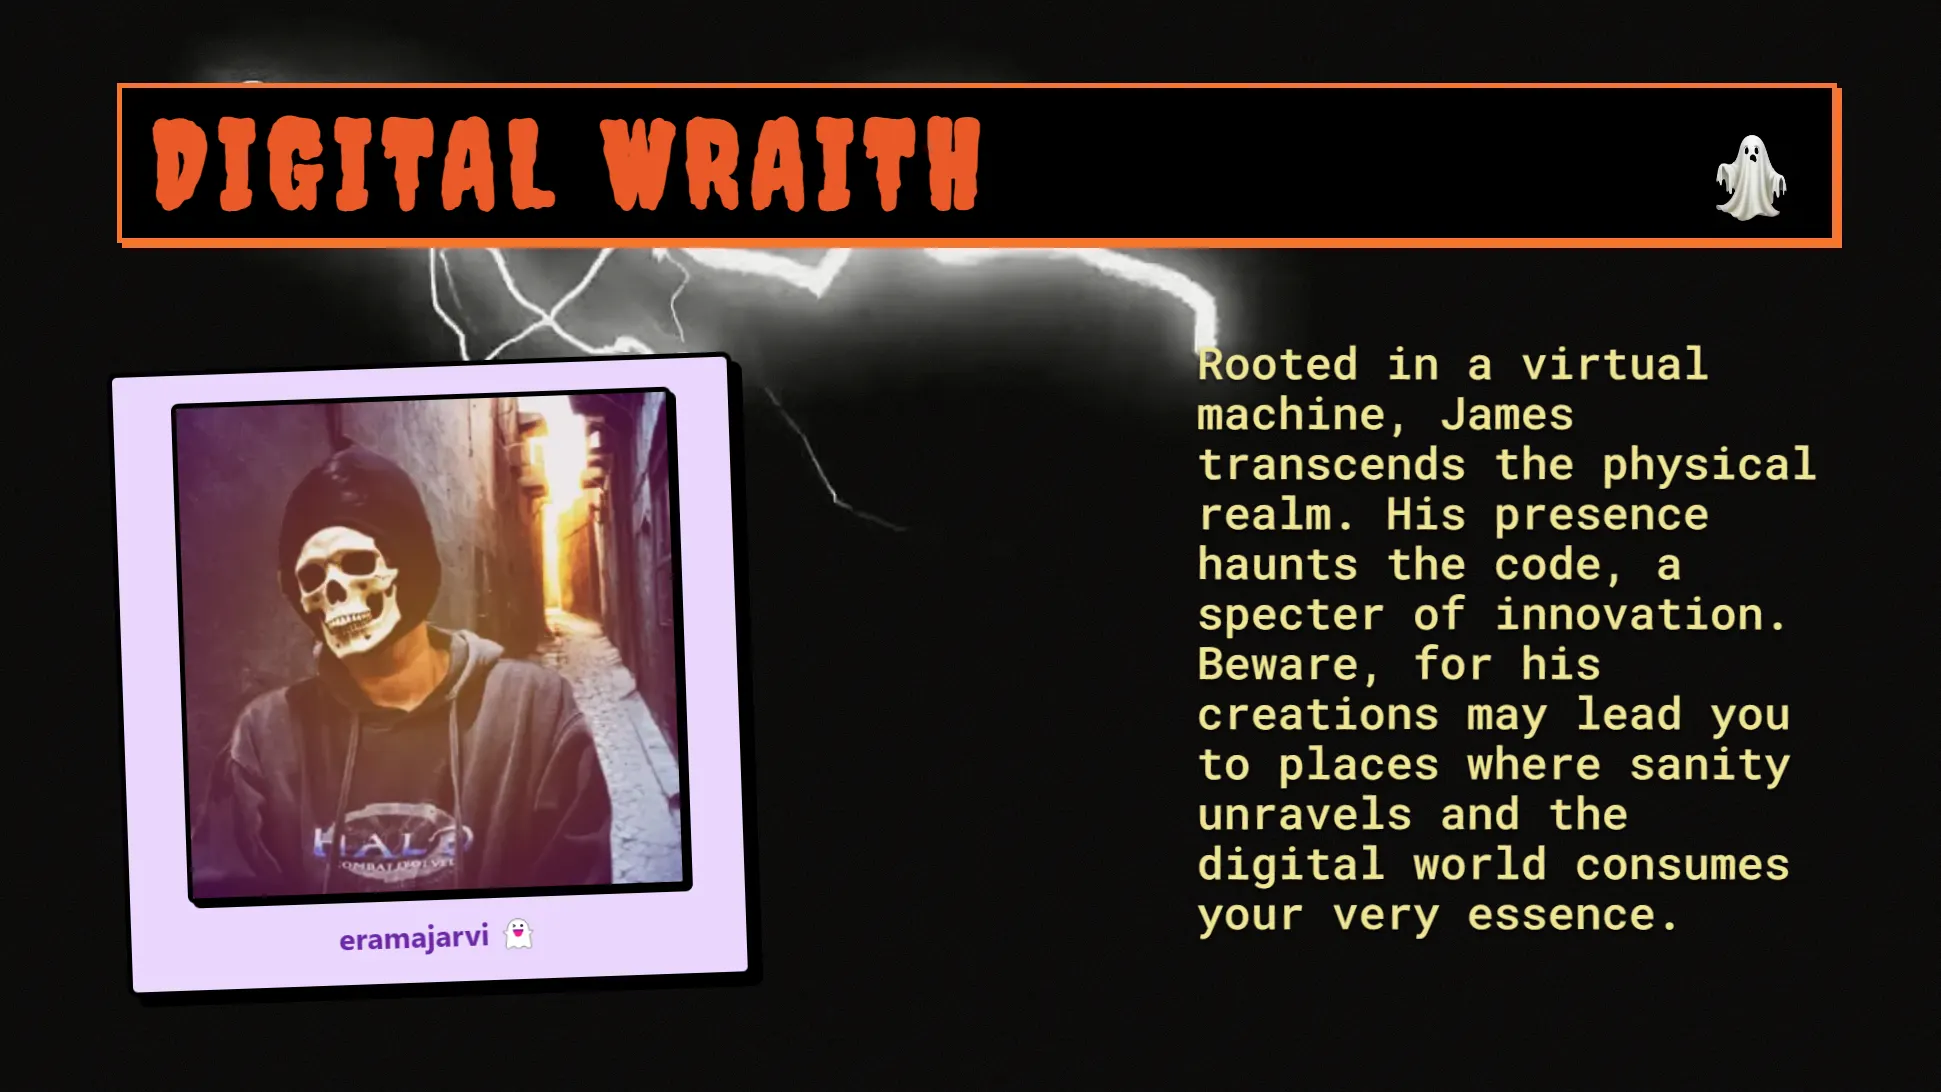 DIGITAL WRAITH
Rooted in a virtual
machine, James
transcends the physical
realm. His presence
haunts the code, a
specter of innovation.
Beware, for his
creations may lead you
to places where sanity
unravels and the
digital world consumes
your very essence.
HALO
COMBAT EVOLVED
eramajarvi